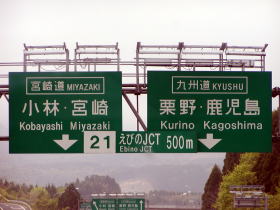 宮崎道 MIYAZAKI
小林・宮崎
Kobayashi Miyazaki
21
えびのJCT 500m
Ebino JCT
九州道 KYUSHU
栗野・鹿児島
Kurino Kagoshima